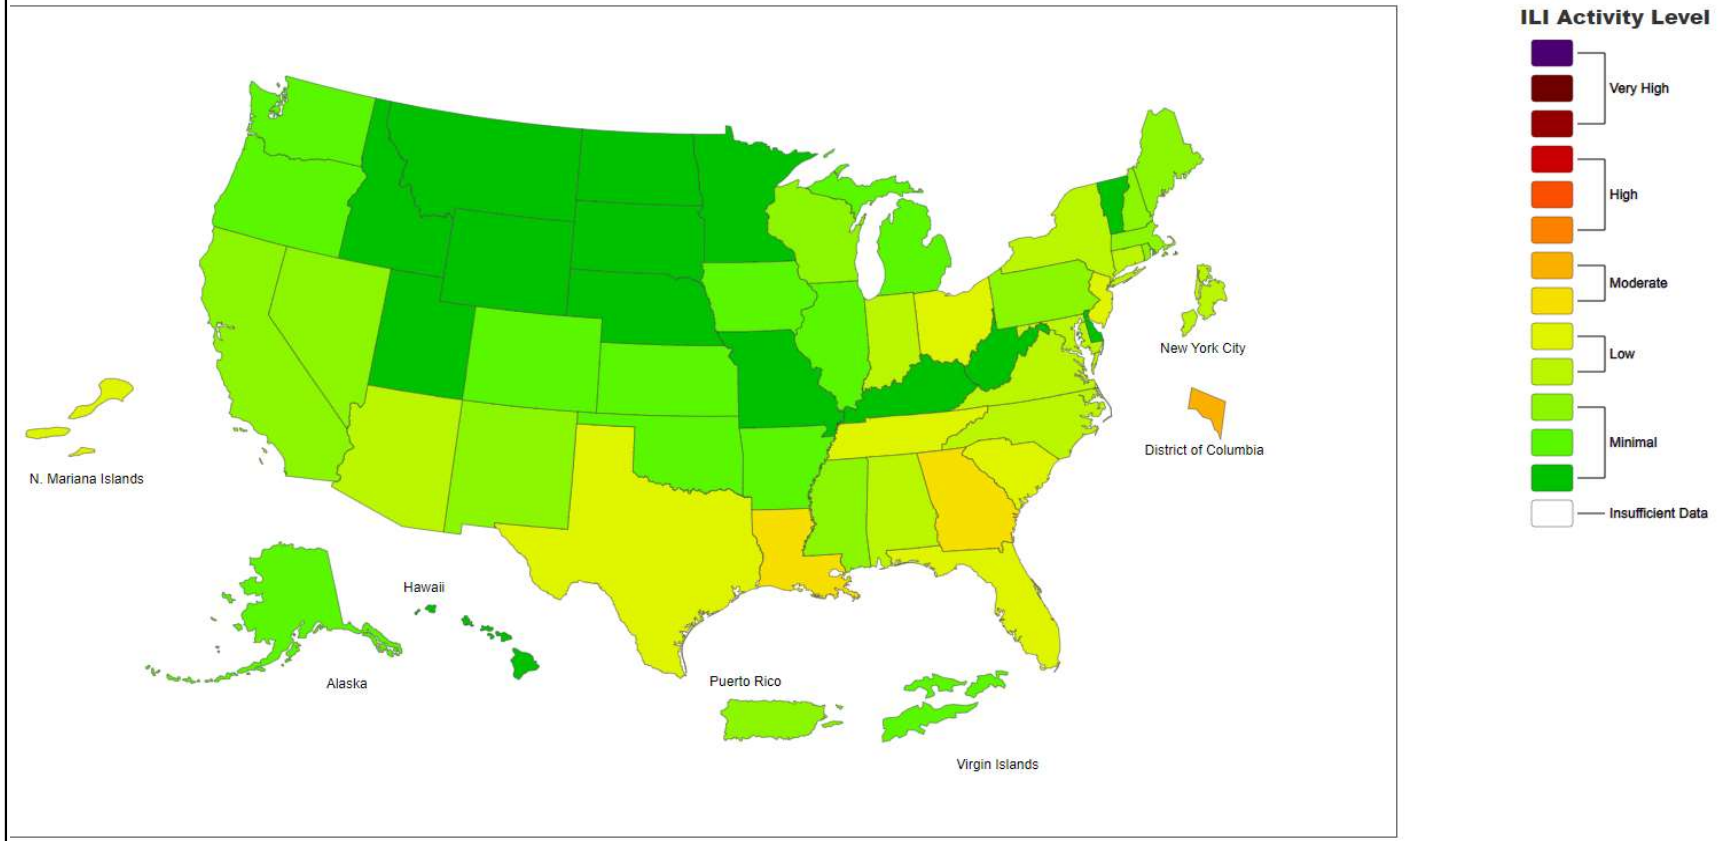 ILI Activity Level
Very High
High
Moderate
Low
Minimal
Insufficient Data
New York City
District of Columbia
N. Mariana Islands
Hawaii
Alaska
Puerto Rico
Virgin Islands